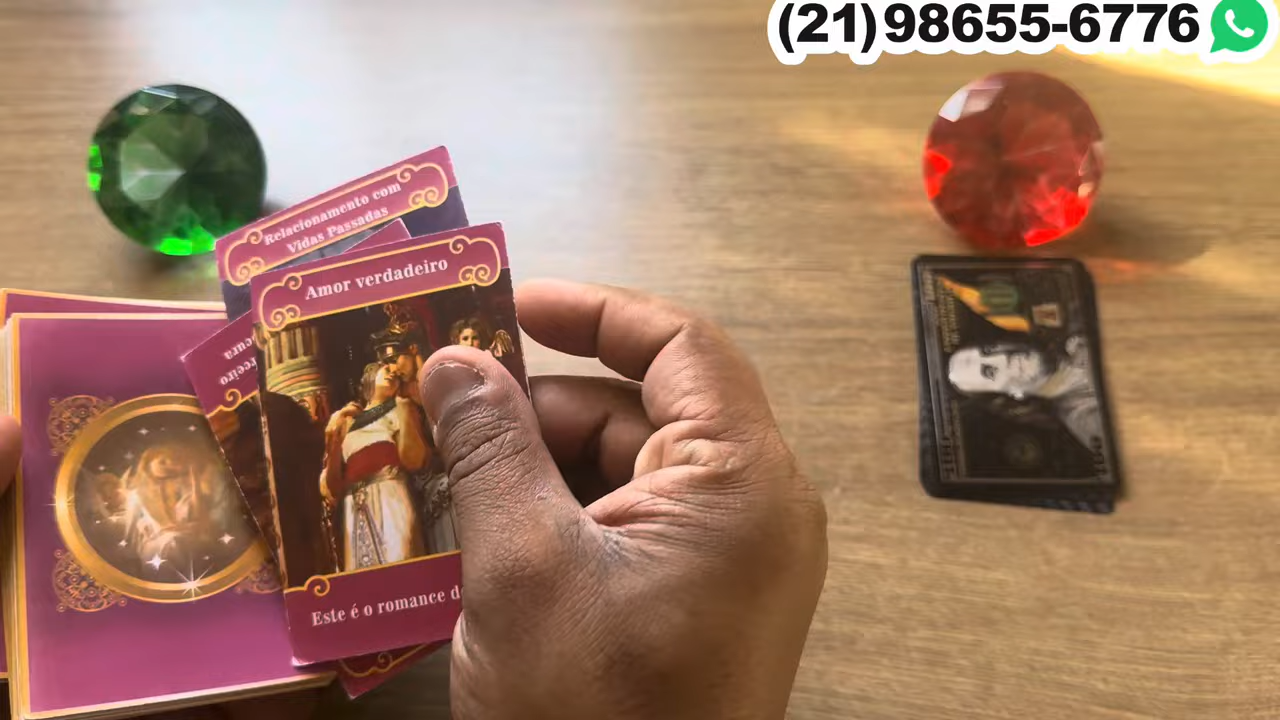 (21)98655-6776
Relacionamento com
Vidas Passadas
Amor verdadeiro
Este é o romance d